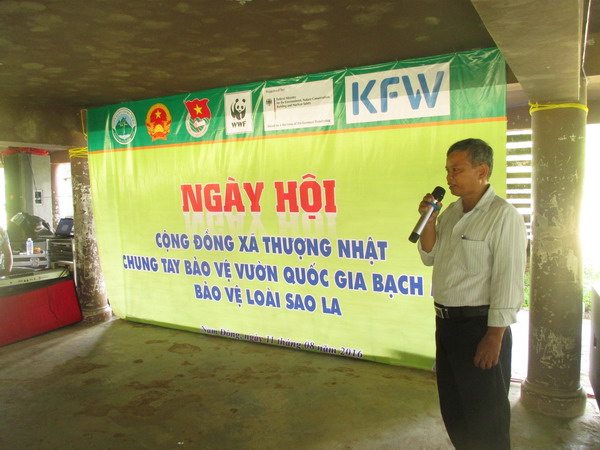 WWF
KFW
NGÀY HỘI
CỘNG ĐỒNG XÃ THƯỢNG NHẬT
CHUNG TAY BẢO VỆ VƯỜN QUỐC GIA BẠCH
BẢO VỆ LOÀI SAO LA
Nam Đông, ngày 11 tháng 08 năm 2016